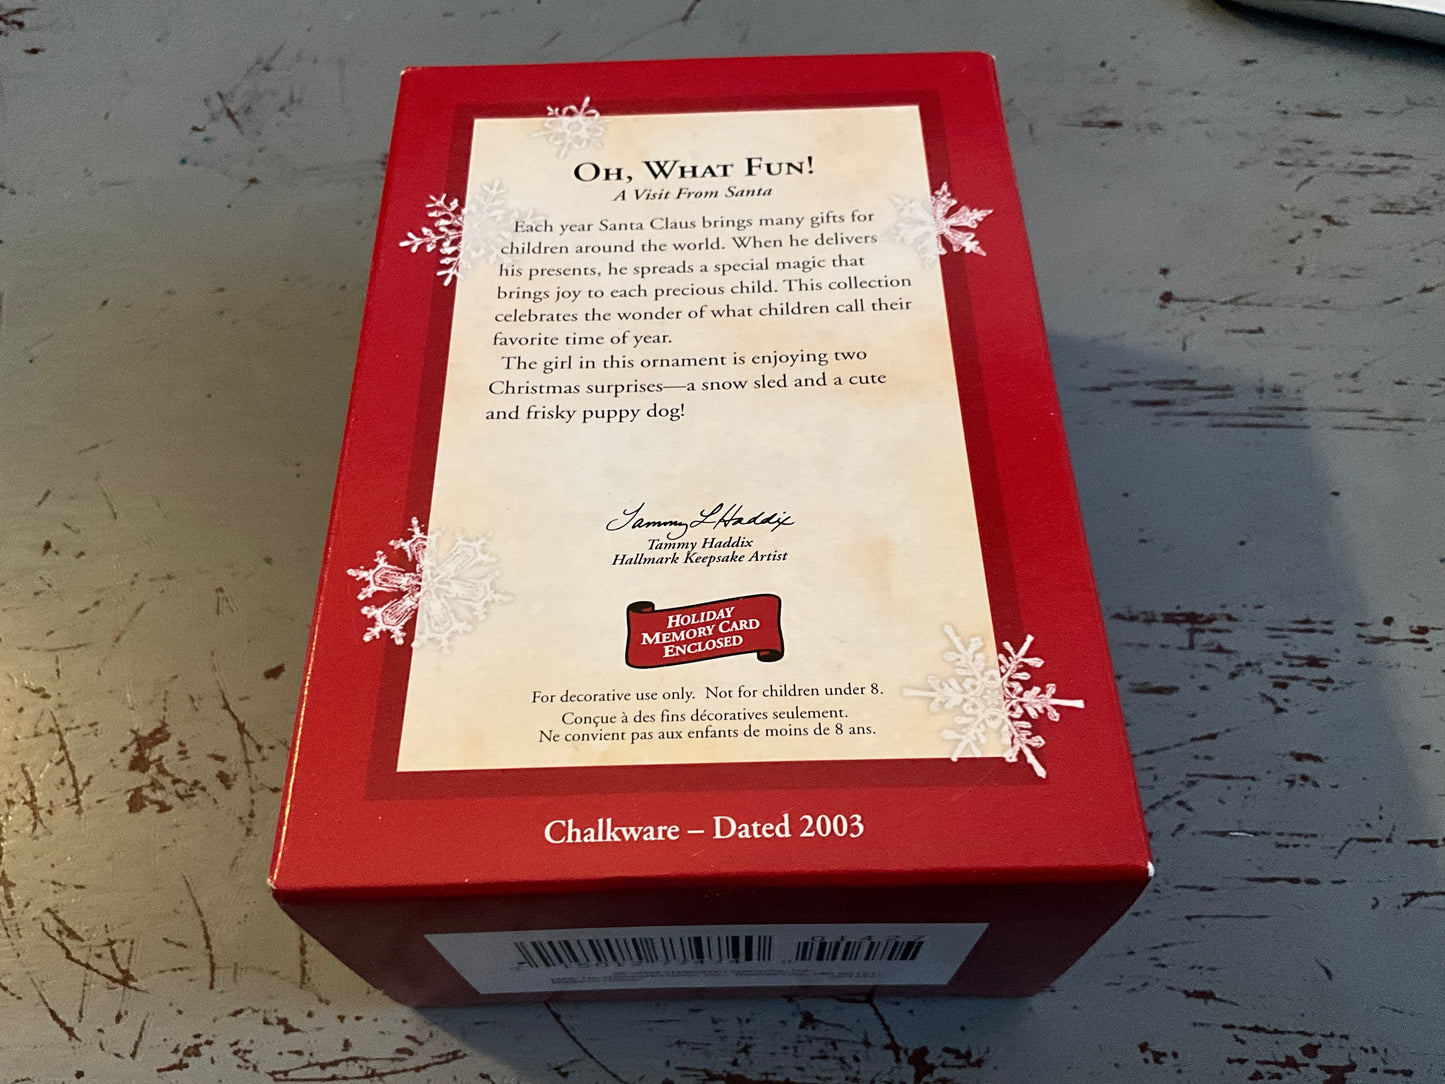 OH, WHAT FUN!
A Visit From Santa
Each year Santa Claus brings many gifts for
children around the world. When he delivers
his presents, he spreads a special magic that
brings joy to each precious child. This collection
celebrates the wonder of what children call their
favorite time of year.
The girl in this ornament is enjoying two
Christmas surprises—a snow sled and a cute
and frisky puppy dog!
Tammy L Haddix
Tammy Haddix
Hallmark Keepsake Artist
HOLIDAY
MEMORY CARD
ENCLOSED
For decorative use only. Not for children under 8.
Conçue à des fins décoratives seulement.
Ne convient pas aux enfants de moins de 8 ans.
Chalkware – Dated 2003